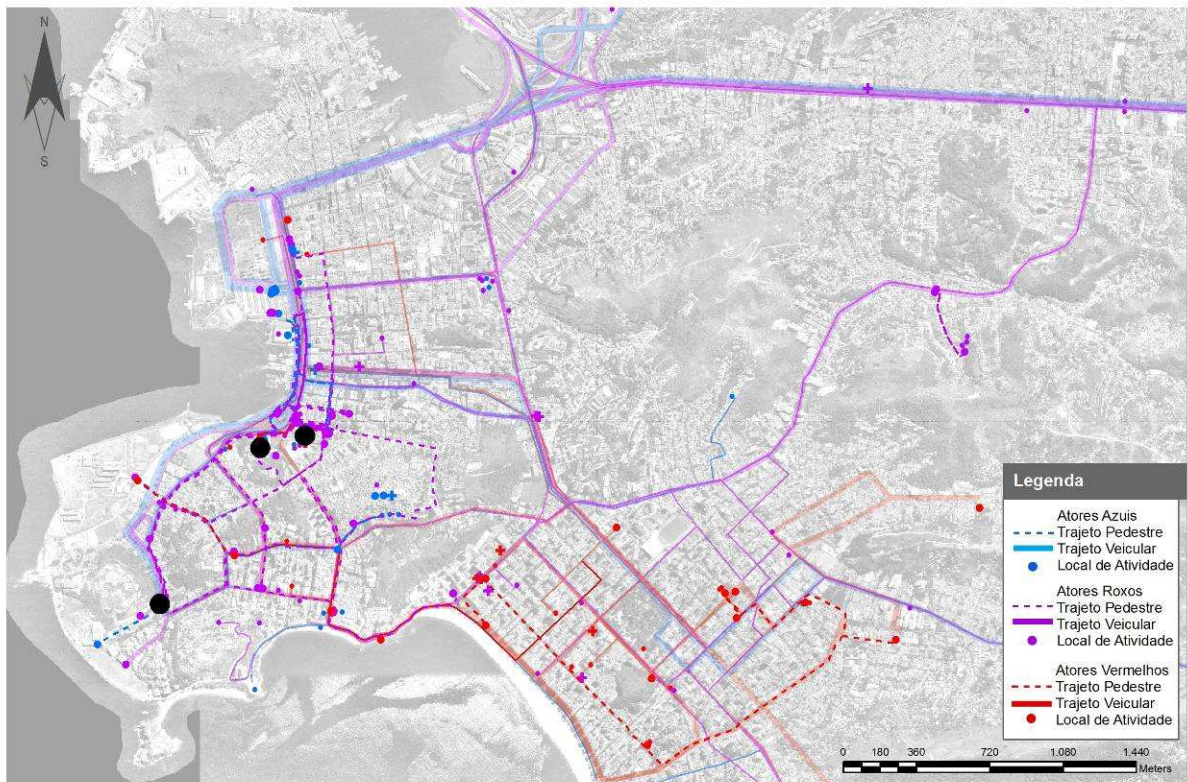 N
S
Legenda
Atores Azuis
Trajeto Pedestre
Trajeto Veicular
Local de Atividade
Atores Roxos
Trajeto Pedestre
Trajeto Veicular
Local de Atividade
Atores Vermelhos
Trajeto Pedestre
Trajeto Veicular
Local de Atividade
0 180 360 720 1.080 1.440
Meters